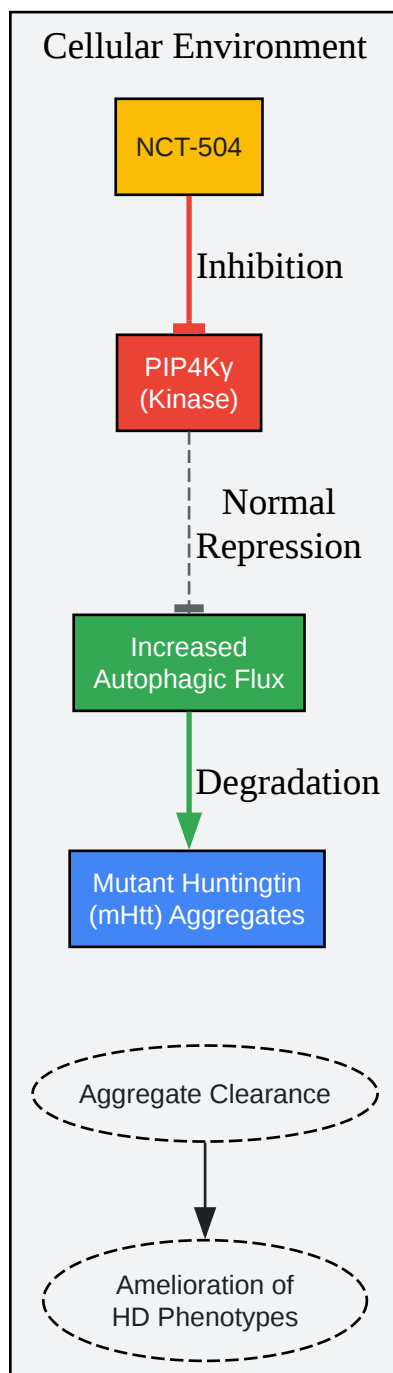 Cellular Environment
NCT-504
Inhibition
PIP4Kγ
(Kinase)
Normal
Repression
Increased
Autophagic Flux
Degradation
Mutant Huntingtin
(mHtt) Aggregates
Aggregate Clearance
Amelioration of
HD Phenotypes